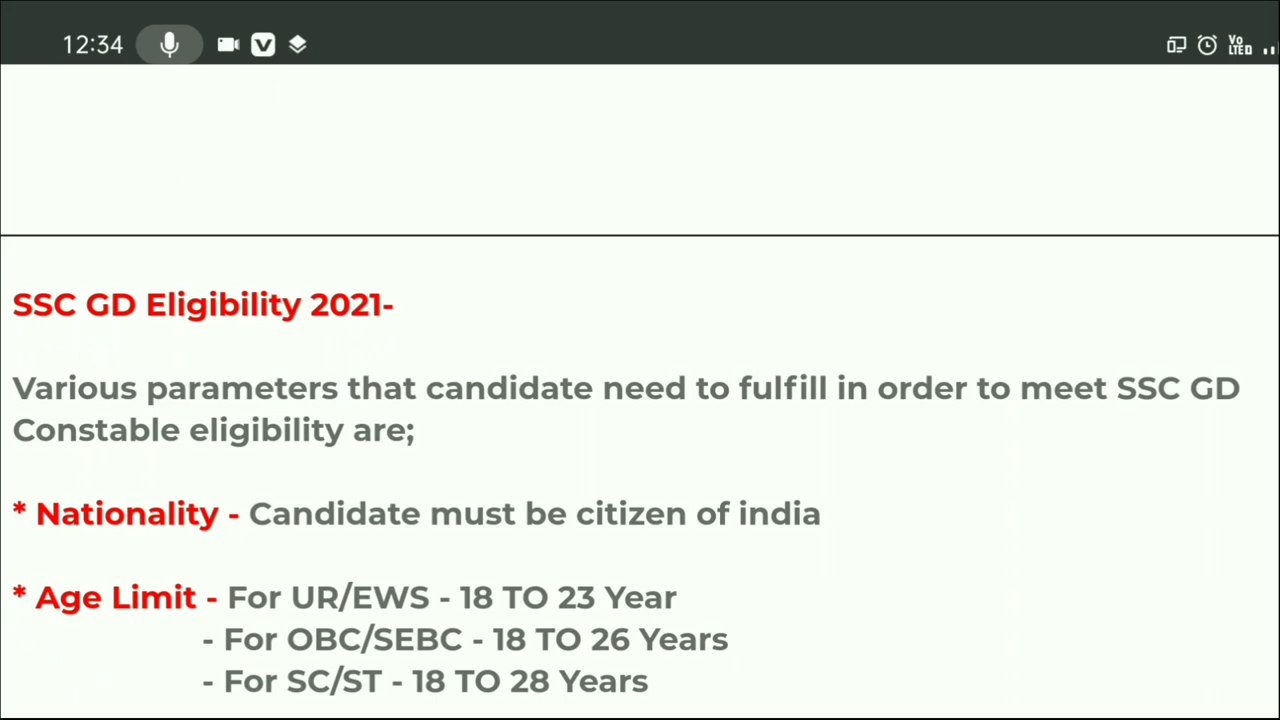 12:34
Vo
LTED
SSC GD Eligibility 2021-
Various parameters that candidate need to fulfill in order to meet SSC GD
Constable eligibility are;
* Nationality - Candidate must be citizen of india
* Age Limit - For UR/EWS - 18 TO 23 Year
- For OBC/SEBC - 18 TO 26 Years
- For SC/ST - 18 TO 28 Years